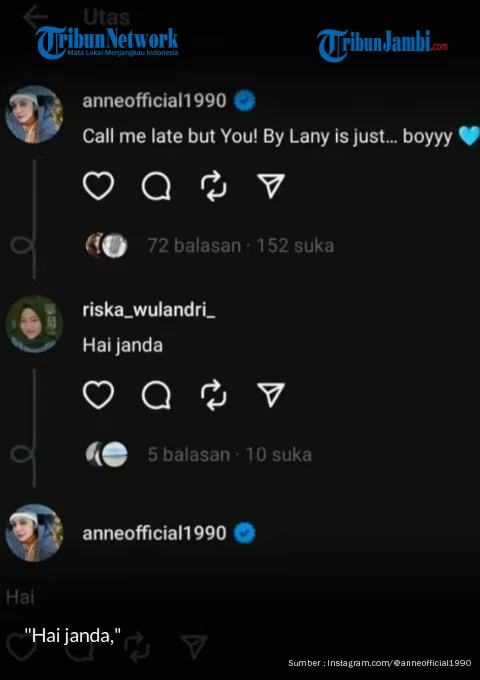 Utas
TribunNetwork
Mata Lokal Menjangkau Indonesia
TribunJambi.com
anneofficial1990
Call me late but You! By Lany is just... boyyy 🩵
72 balasan · 152 suka
riska_wulandri_
Hai janda
5 balasan · 10 suka
anneofficial1990
Hai
"Hai janda,"
Sumber : Instagram.com/@anneofficial1990